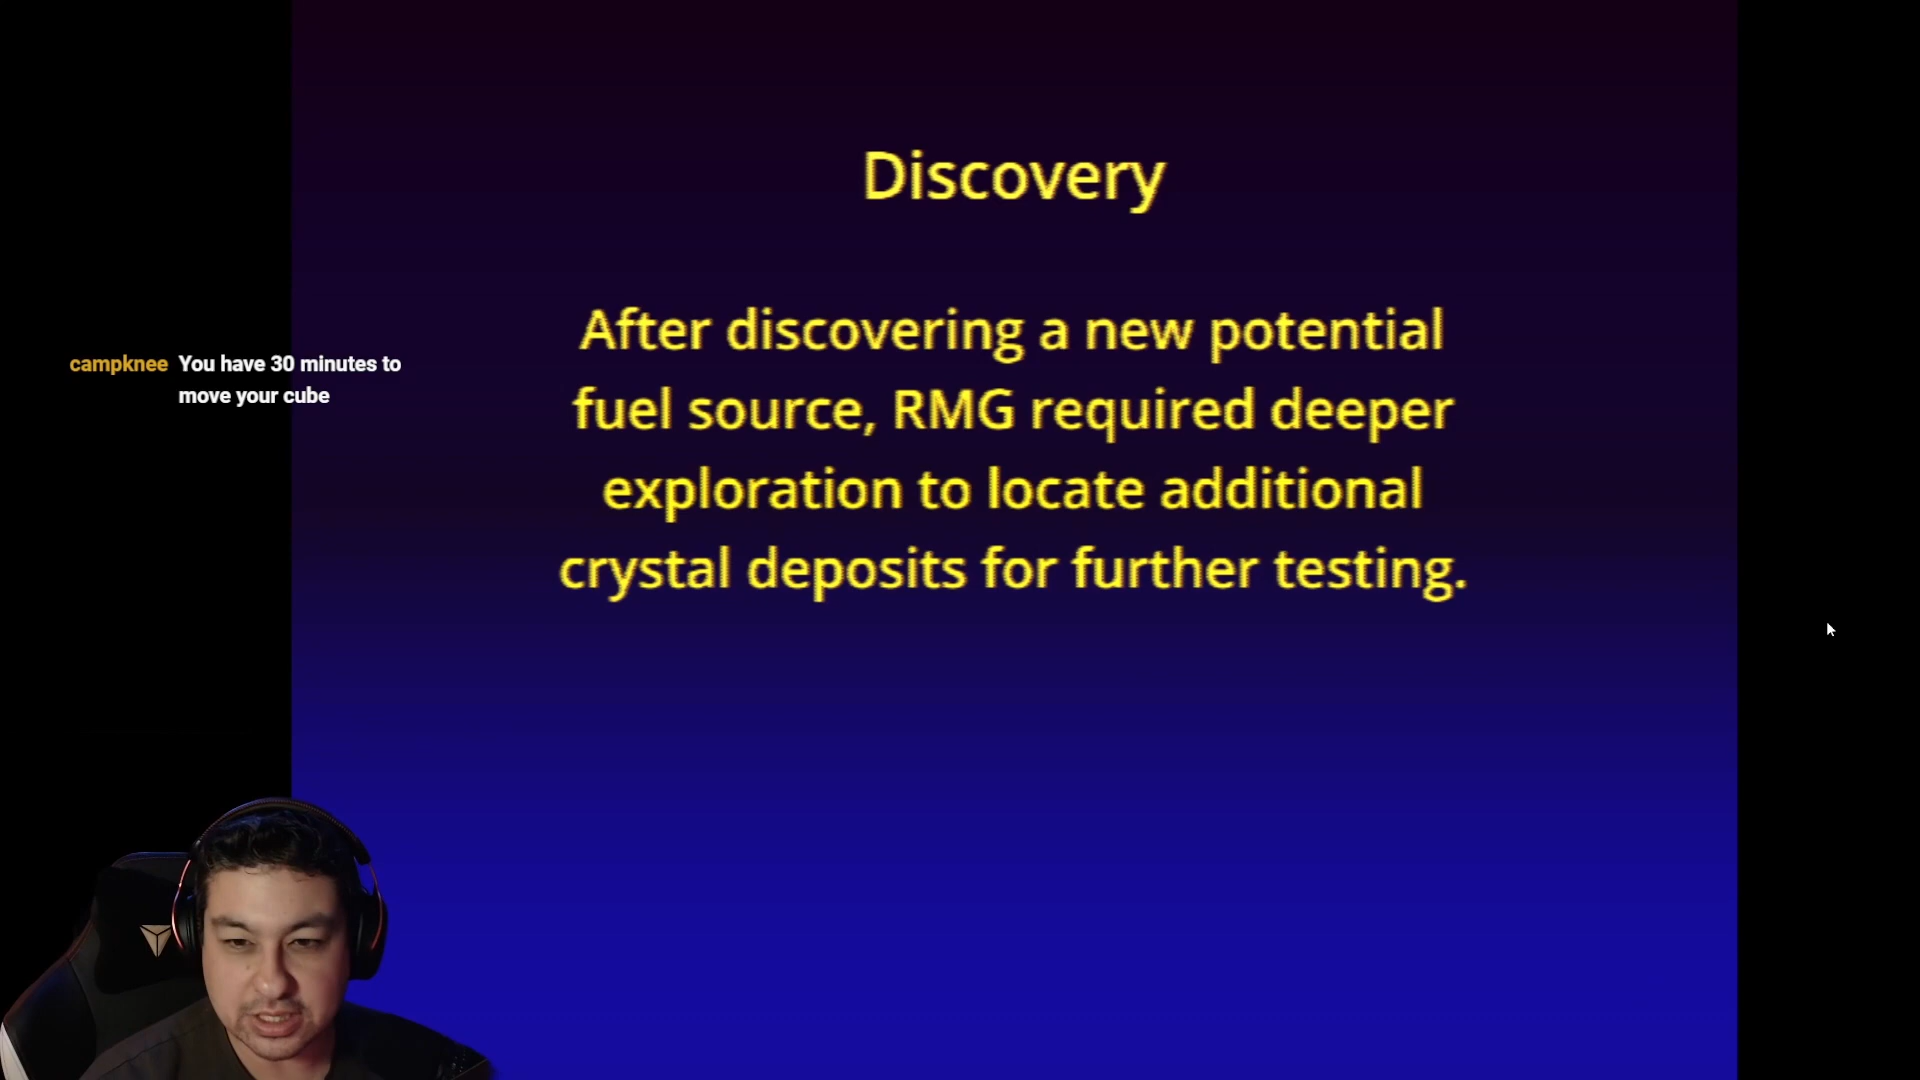 Discovery
After discovering a new potential
fuel source, RMG required deeper
exploration to locate additional
crystal deposits for further testing.
campknee You have 30 minutes to
move your cube